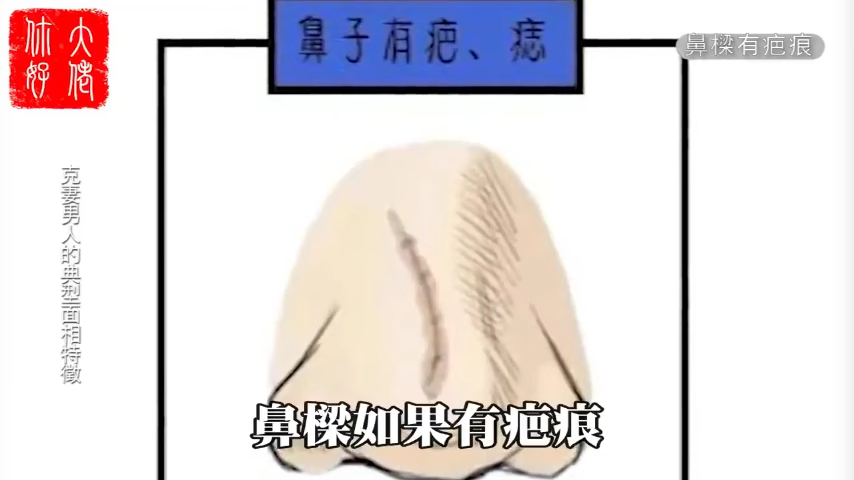 大佬
休好
鼻子有疤、痣
鼻樑有疤痕
克妻男人的典型面相特徵
鼻樑如果有疤痕